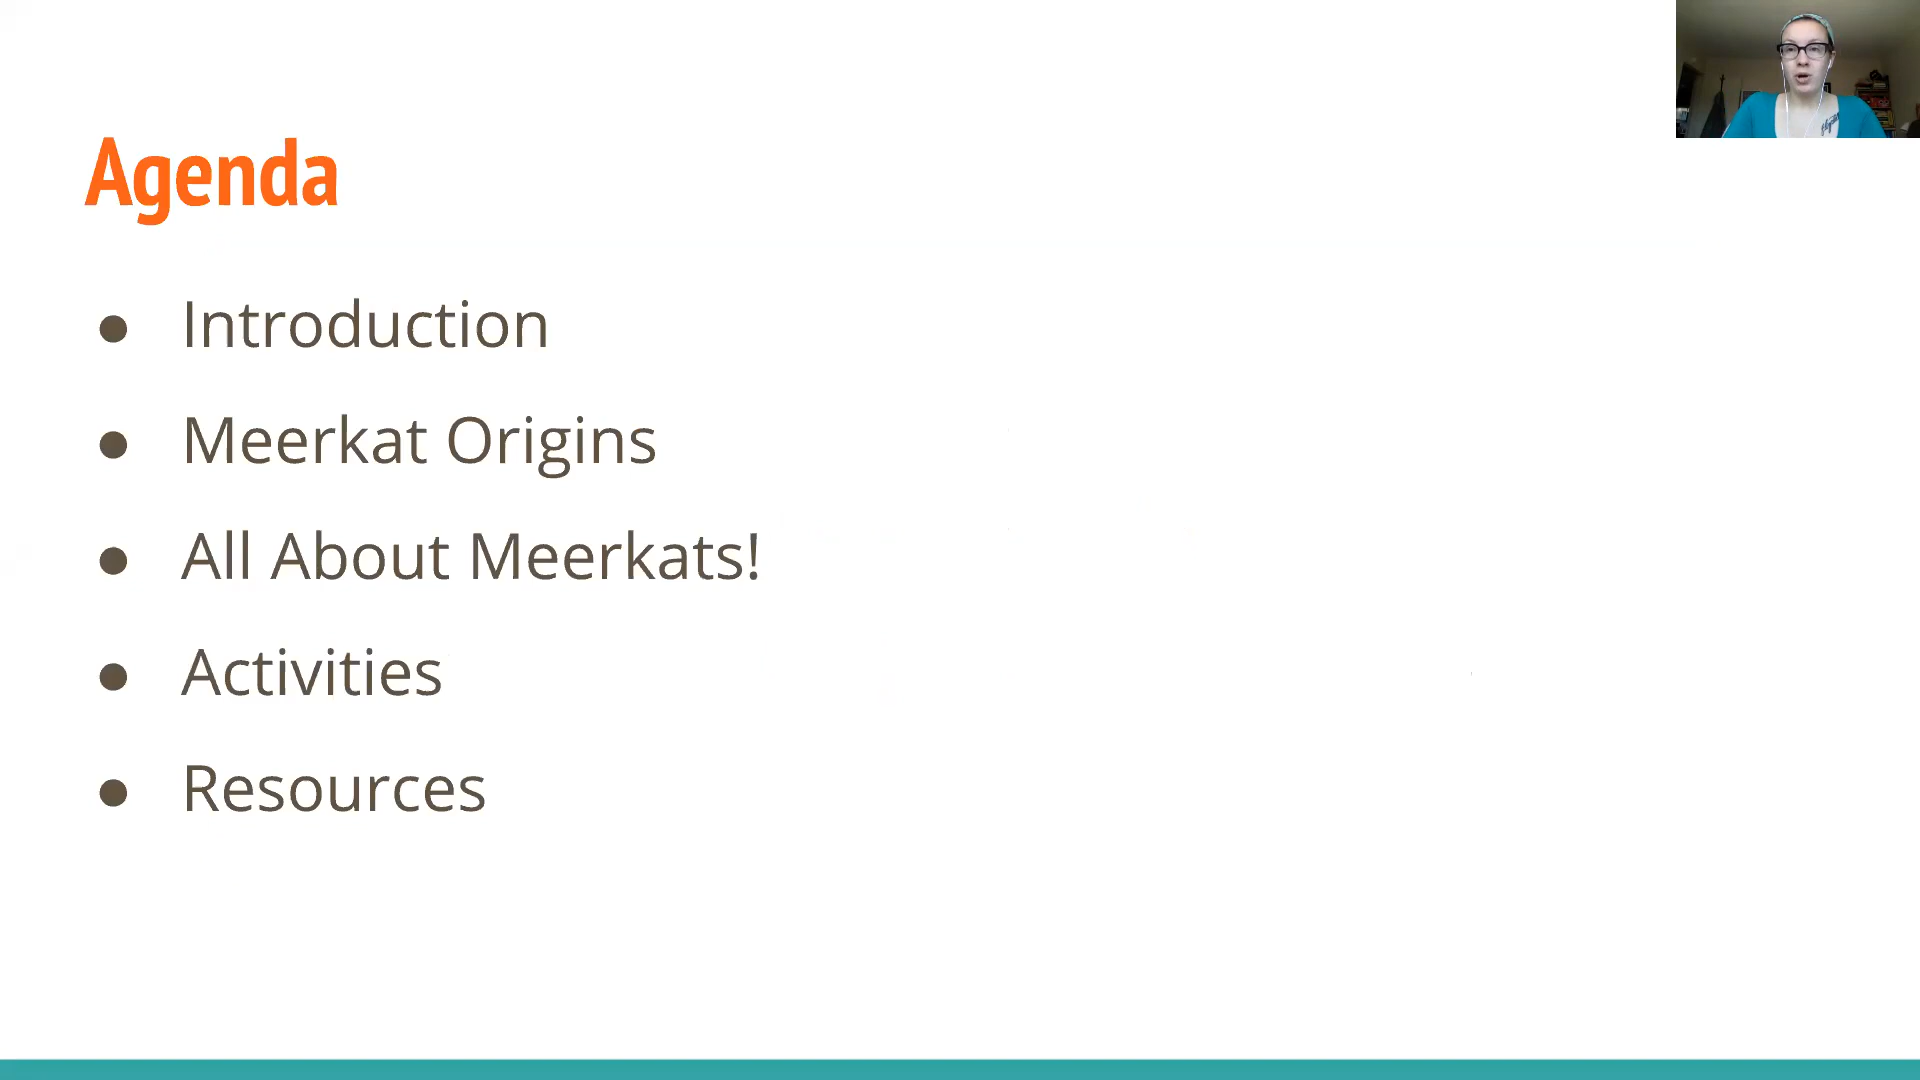 Agenda
● Introduction
● Meerkat Origins
● All About Meerkats!
● Activities
● Resources